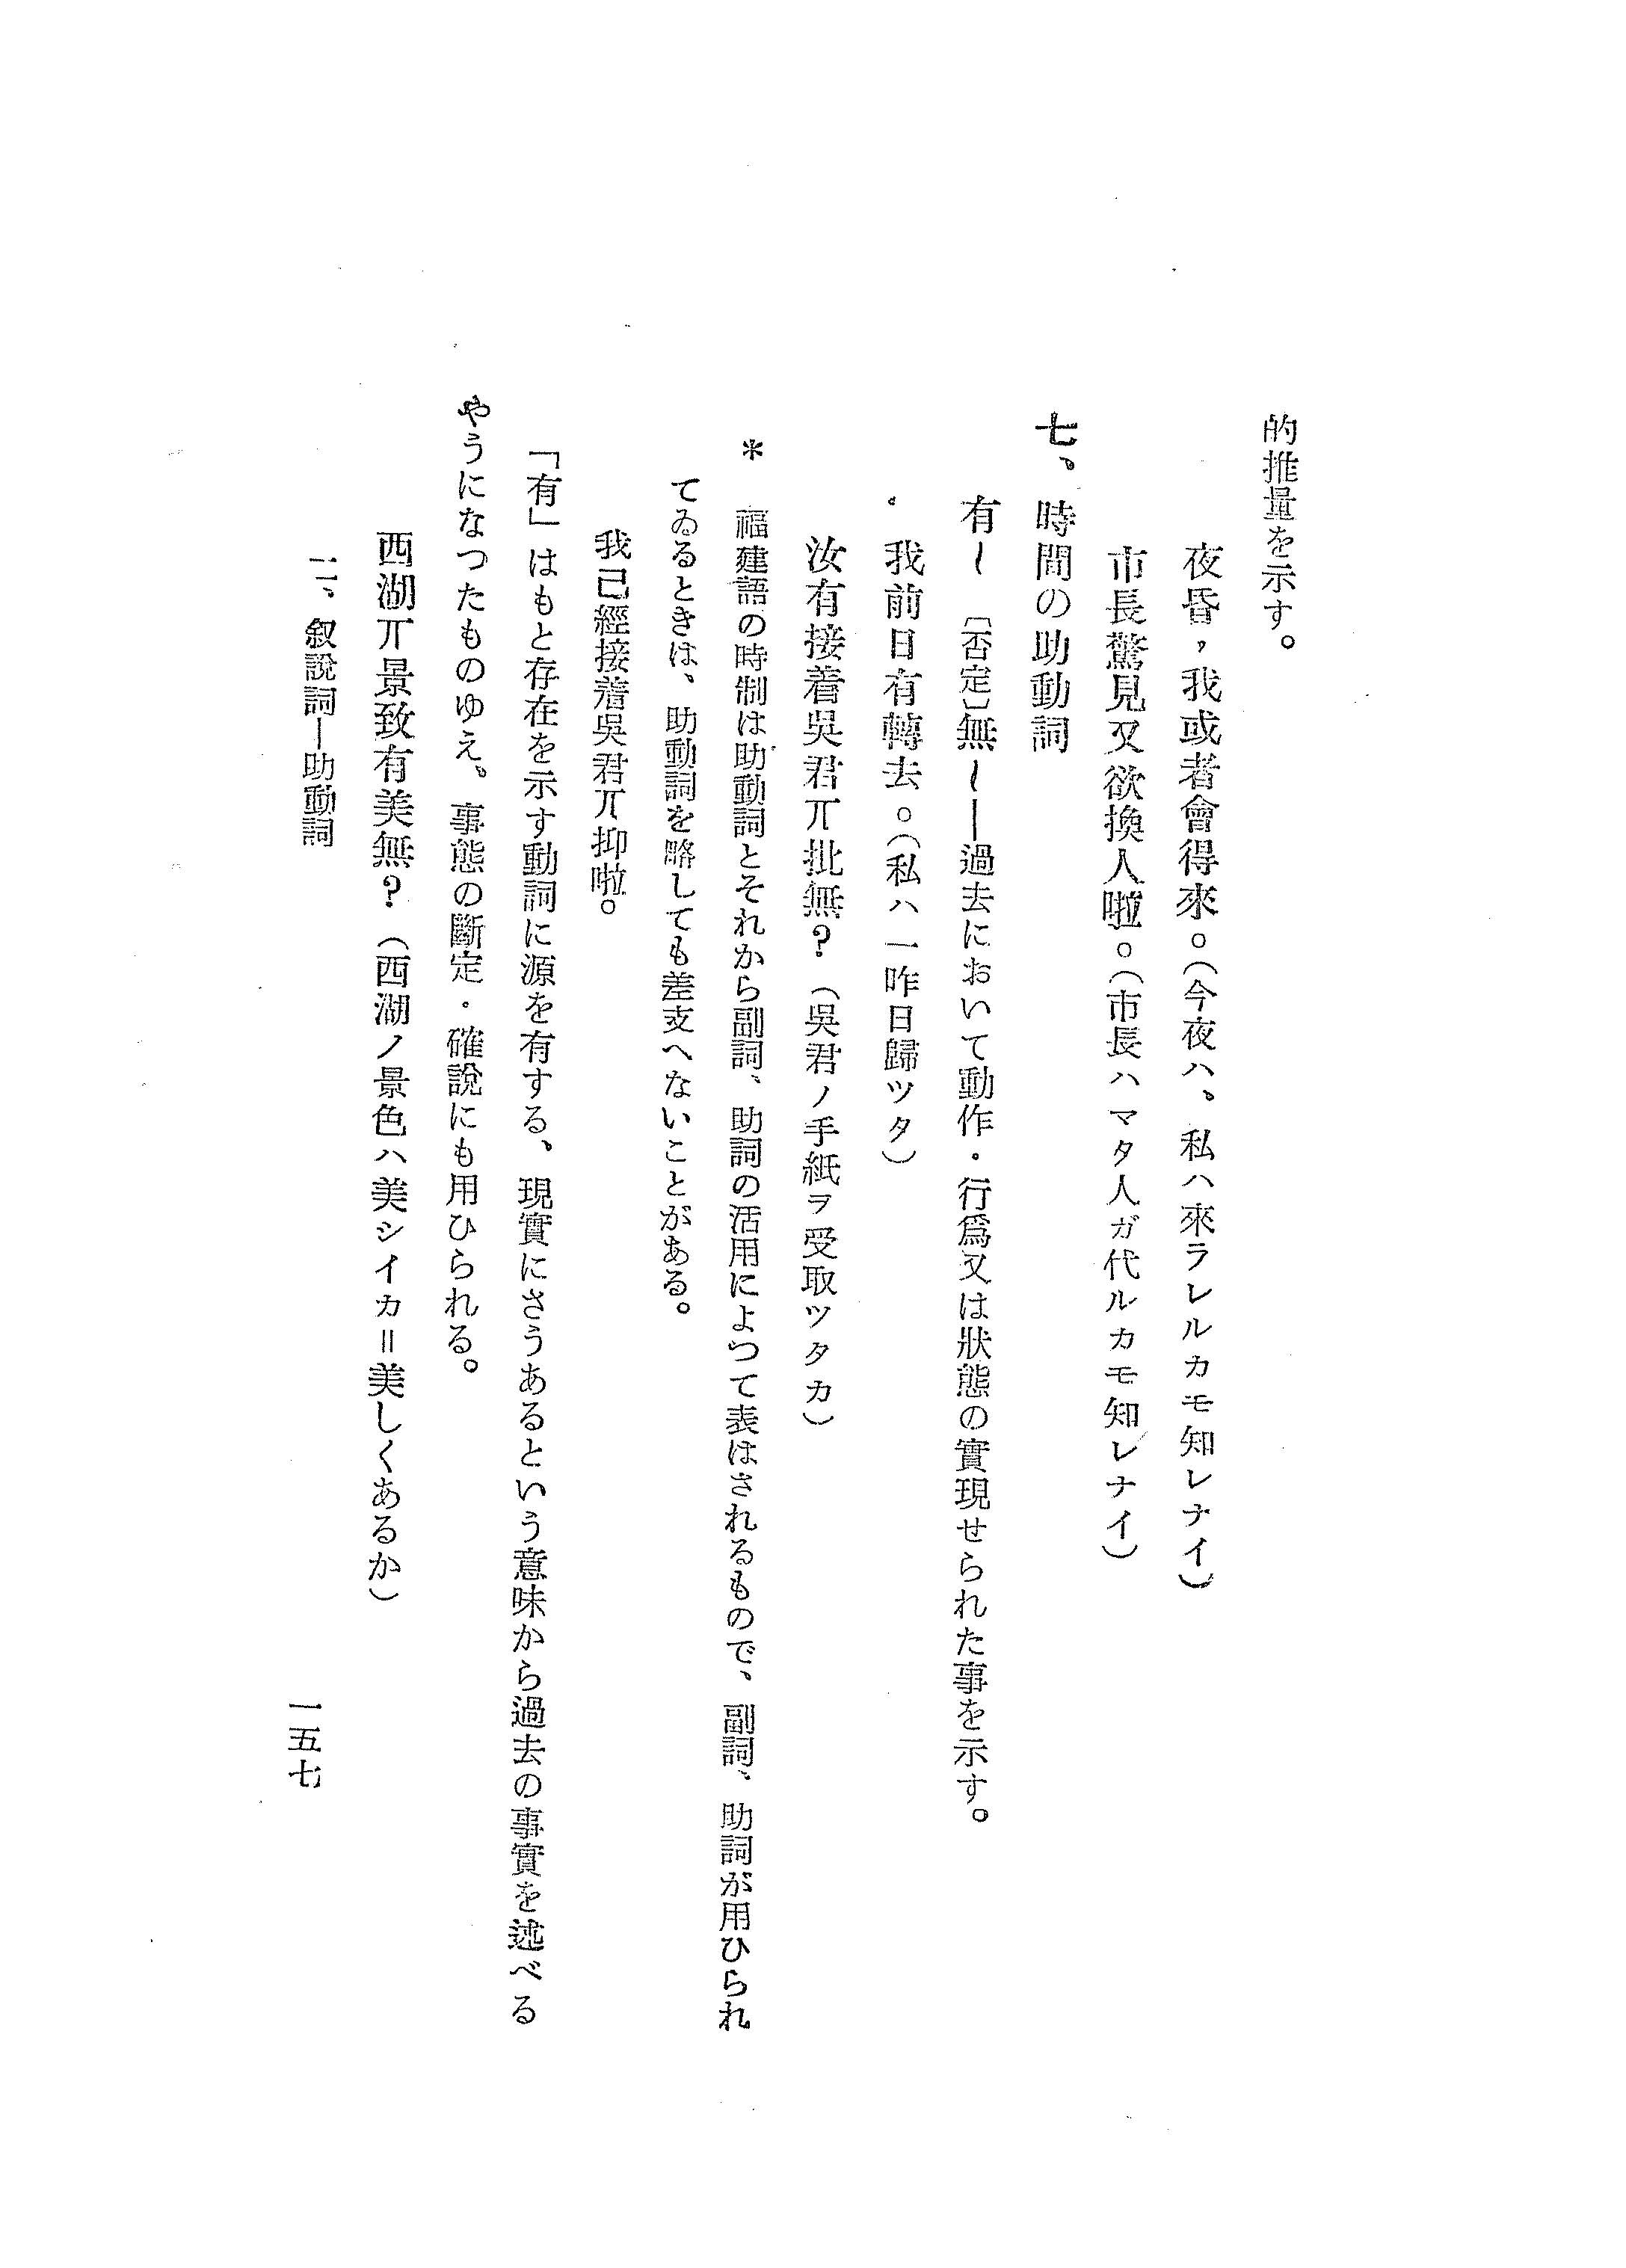 的推量を示す。
夜昏，我或者會得來。（今夜ハ、私ハ來ラレルカモ知レナイ）
市長驚見又欲換人啦。（市長ハマタ人ガ代ルカモ知レナイ）
七、時間の助動詞
有〜〔否定〕無〜——過去において動作・行爲又は狀態の實現せられた事を示す。
我前日有轉去。（私ハ一昨日歸ツタ）
汝有接着吳君丌批無？（吳君ノ手紙ヲ受取ツタカ）
＊福建語の時制は助動詞とそれから副詞、助詞の活用によつて表はされるもので、副詞、助詞が用ひられ
てゐるときは、助動詞を略しても差支へないことがある。
我已經接着吳君丌抑啦。
「有」はもと存在を示す動詞に源を有する、現實にさうあるという意味から過去の事實を述べる
やうになつたものゆえ、事態の斷定・確說にも用ひられる。
西湖丌景致有美無？（西湖ノ景色ハ美シイカ＝美しくあるか）
二、叙說詞—助動詞
一五七